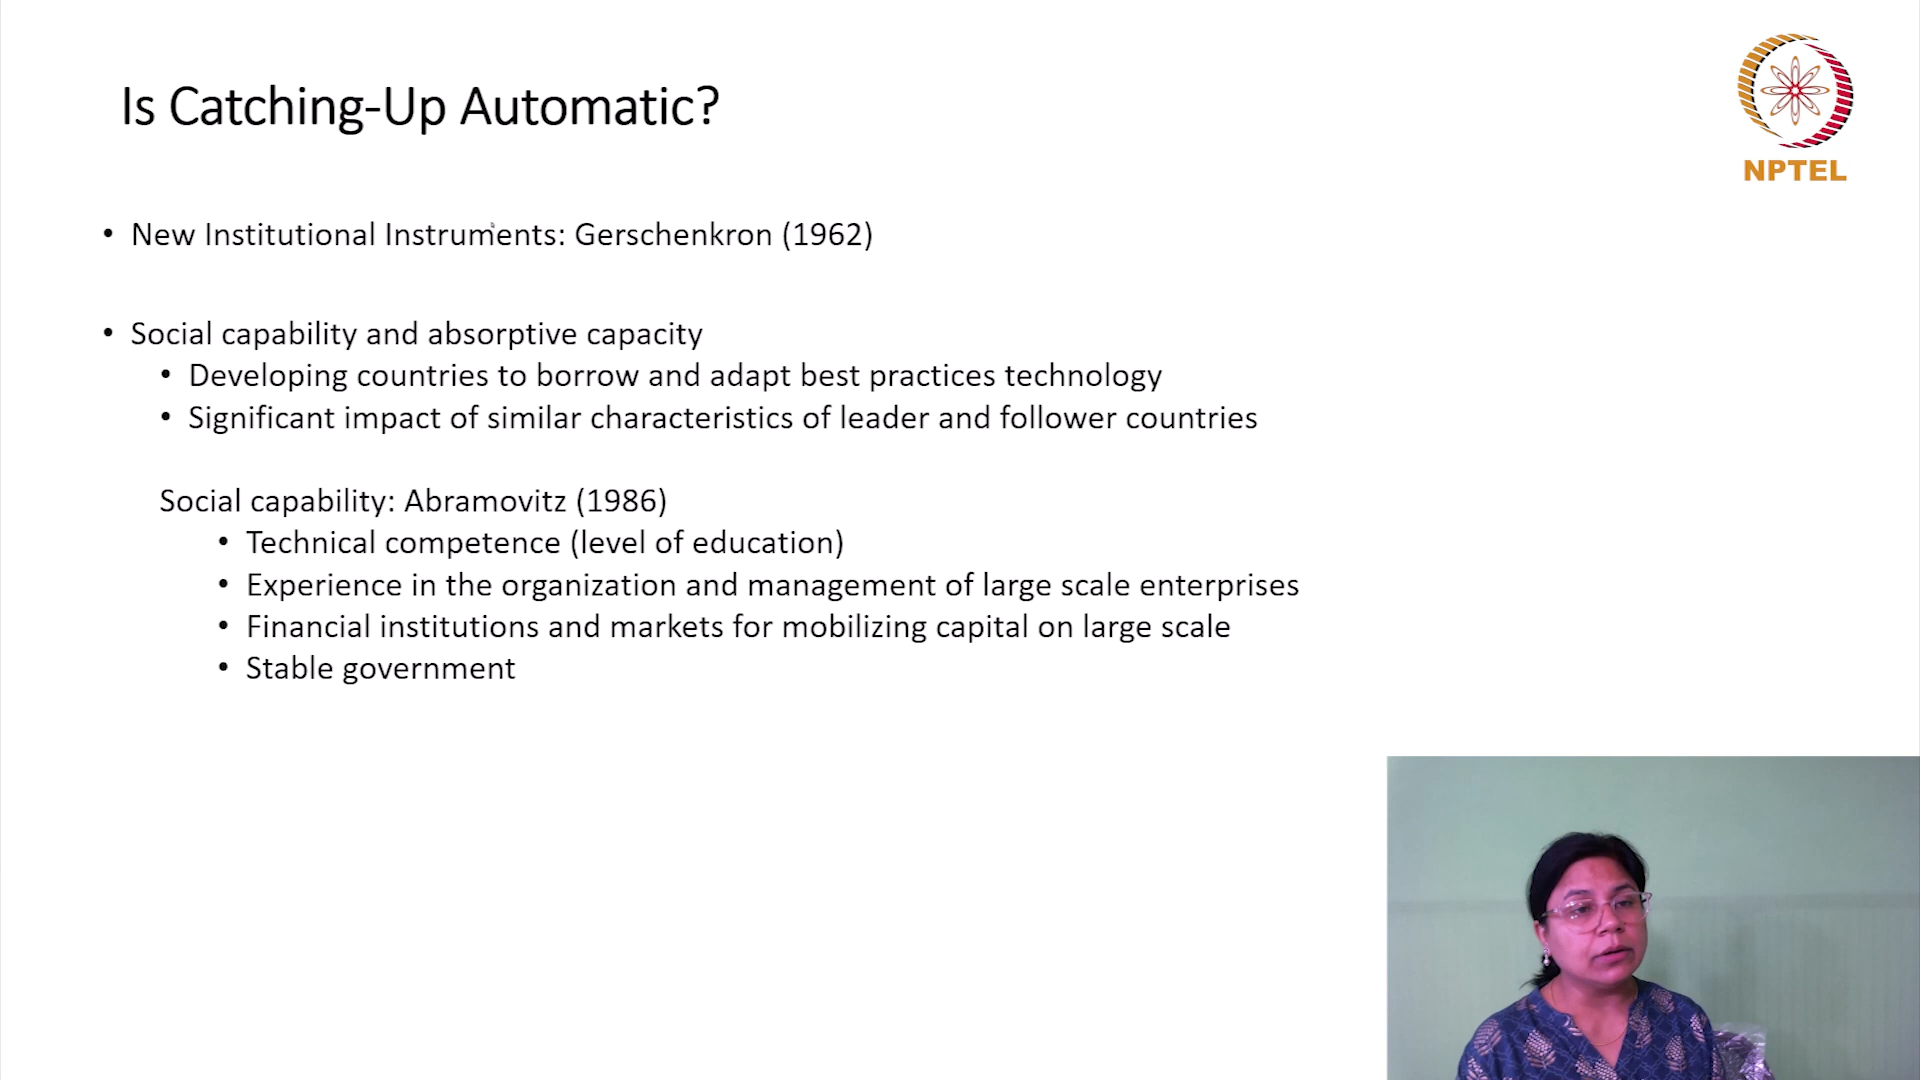 Is Catching-Up Automatic?
NPTEL
• New Institutional Instruments: Gerschenkron (1962)
• Social capability and absorptive capacity
• Developing countries to borrow and adapt best practices technology
• Significant impact of similar characteristics of leader and follower countries
Social capability: Abramovitz (1986)
• Technical competence (level of education)
• Experience in the organization and management of large scale enterprises
• Financial institutions and markets for mobilizing capital on large scale
• Stable government